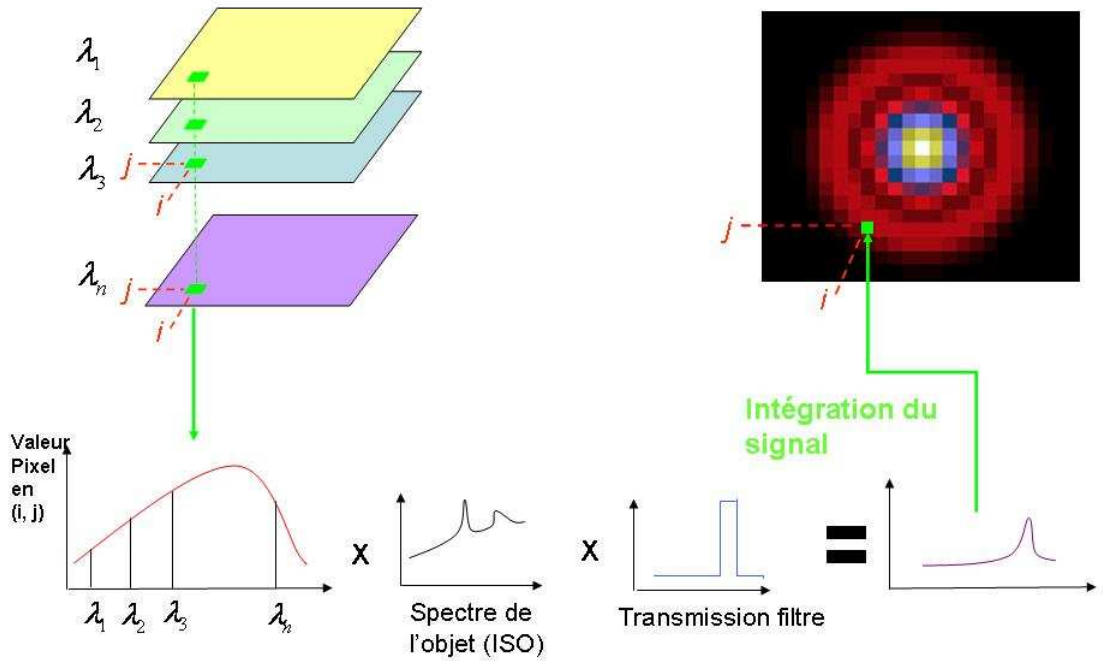 λ1
λ2
λ3
j
i
λn
j
i
j
i
Intégration du
signal
Valeur
Pixel
en
(i, j)
X
X
=
λ1
λ2
λ3
λn
Spectre de
l'objet (ISO)
Transmission filtre